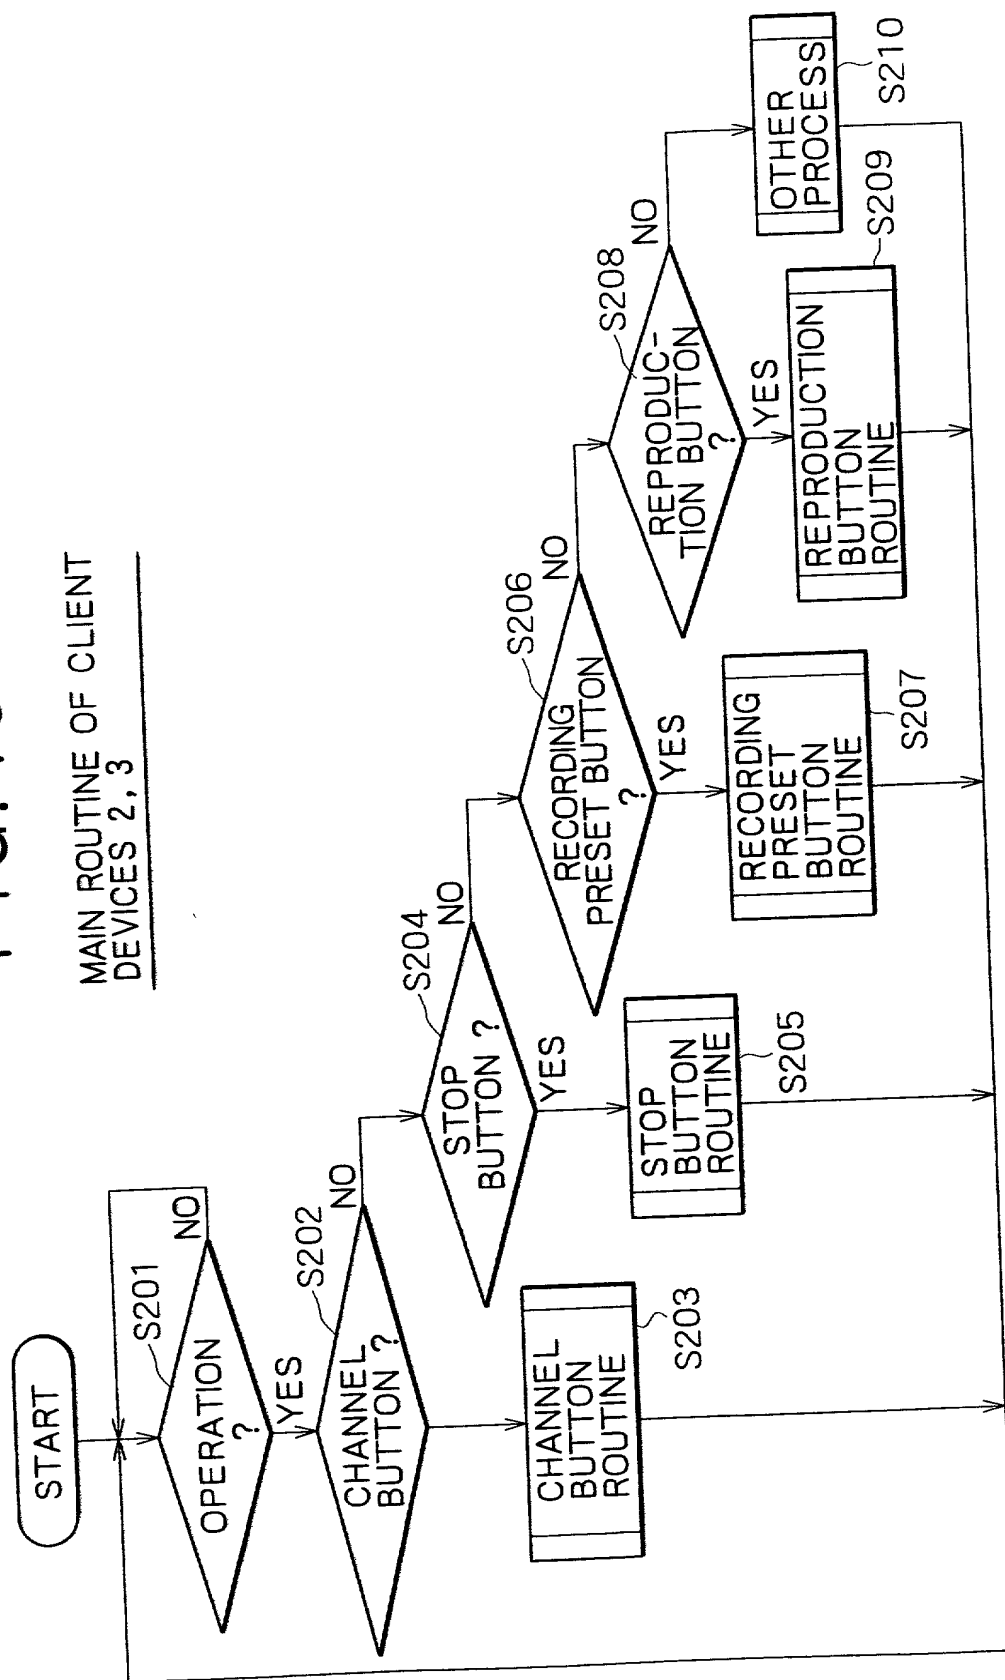 MAIN ROUTINE OF CLIENT
DEVICES 2, 3
START
S201
OPERATION
?
NO
YES
S202
CHANNEL
BUTTON ?
NO
CHANNEL
BUTTON
ROUTINE
S203
S204
STOP
BUTTON ?
NO
YES
STOP
BUTTON
ROUTINE
S205
S206
RECORDING
PRESET BUTTON
?
NO
YES
RECORDING
PRESET
BUTTON
ROUTINE
S207
S208
REPRODUC-
TION BUTTON
?
NO
YES
REPRODUCTION
BUTTON
ROUTINE
S209
OTHER
PROCESS
S210